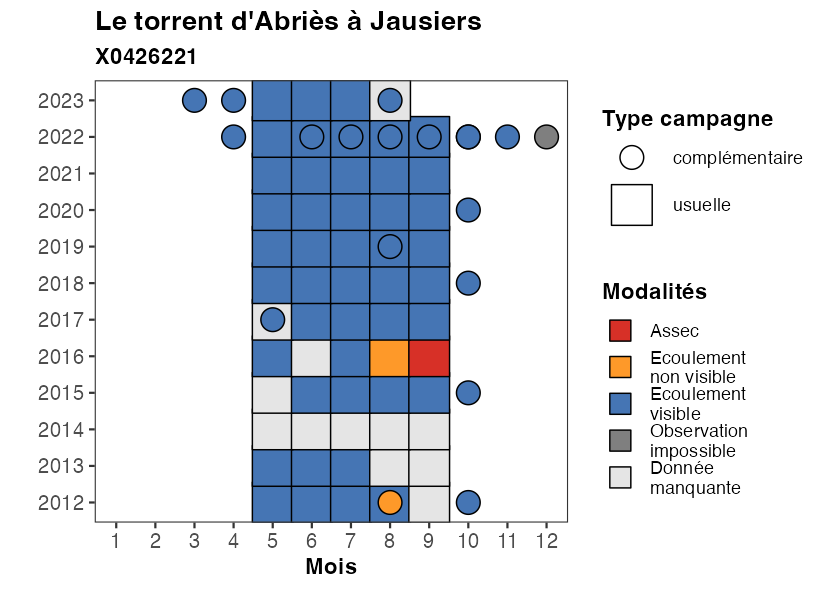 Le torrent d'Abriès à Jausiers
X0426221
2023
2022
2021
2020
2019
2018
2017
2016
2015
2014
2013
2012
1 2 3 4 5 6 7 8 9 10 11 12
Mois
Type campagne
complémentaire
usuelle
Modalités
Assec
Ecoulement
non visible
Ecoulement
visible
Observation
impossible
Donnée
manquante